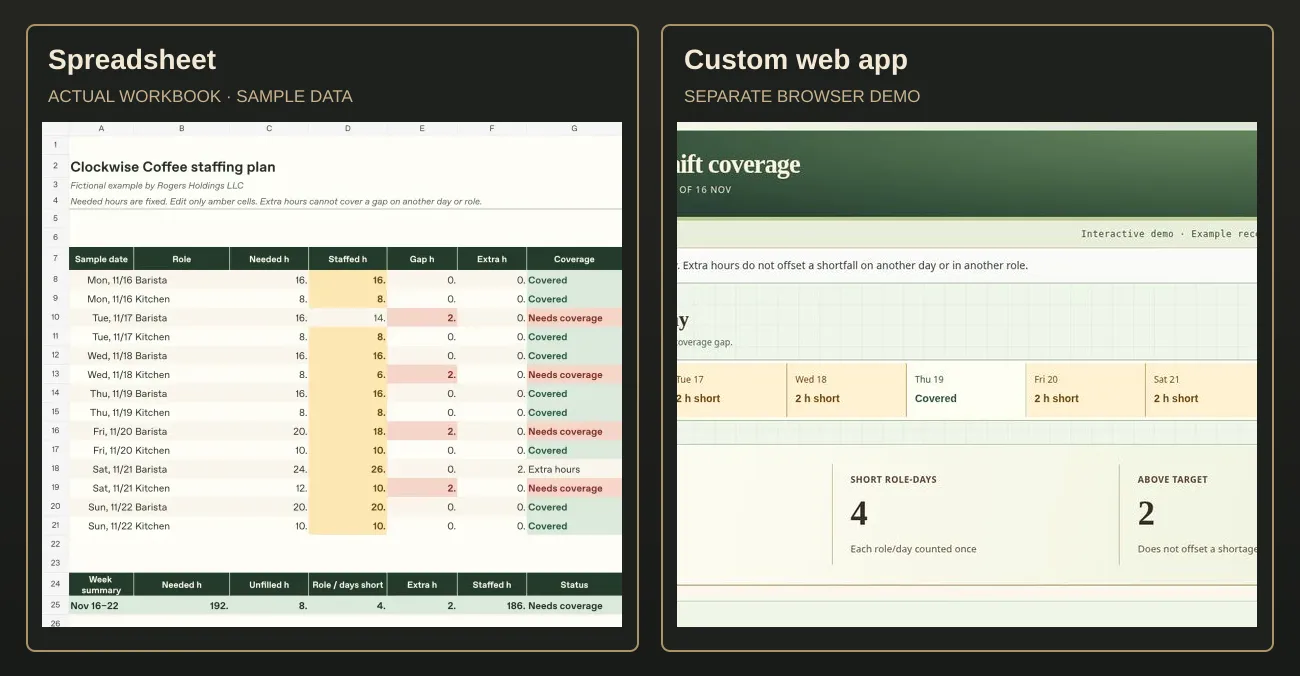 Spreadsheet
ACTUAL WORKBOOK · SAMPLE DATA
A B C D E F G
1
2 Clockwise Coffee staffing plan
3 Fictional example by Rogers Holdings LLC
4 Needed hours are fixed. Edit only amber cells. Extra hours cannot cover a gap on another day or role.
5
6
7 Sample date Role Needed h Staffed h Gap h Extra h Coverage
8 Mon, 11/16 Barista 16. 16. 0. 0. Covered
9 Mon, 11/16 Kitchen 8. 8. 0. 0. Covered
10 Tue, 11/17 Barista 16. 14. 2. 0. Needs coverage
11 Tue, 11/17 Kitchen 8. 8. 0. 0. Covered
12 Wed, 11/18 Barista 16. 16. 0. 0. Covered
13 Wed, 11/18 Kitchen 8. 6. 2. 0. Needs coverage
14 Thu, 11/19 Barista 16. 16. 0. 0. Covered
15 Thu, 11/19 Kitchen 8. 8. 0. 0. Covered
16 Fri, 11/20 Barista 20. 18. 2. 0. Needs coverage
17 Fri, 11/20 Kitchen 10. 10. 0. 0. Covered
18 Sat, 11/21 Barista 24. 26. 0. 2. Extra hours
19 Sat, 11/21 Kitchen 12. 10. 2. 0. Needs coverage
20 Sun, 11/22 Barista 20. 20. 0. 0. Covered
21 Sun, 11/22 Kitchen 10. 10. 0. 0. Covered
22
23
24 Week summary Needed h Unfilled h Role / days short Extra h Staffed h Status
25 Nov 16–22 192. 8. 4. 2. 186. Needs coverage
26
Custom web app
SEPARATE BROWSER DEMO
ift coverage
OF 16 NOV
Interactive demo · Example rec
. Extra hours do not offset a shortfall on another day or in another role.
ay
coverage gap.
Tue 17 Wed 18 Thu 19 Fri 20 Sat 21
2 h short 2 h short Covered 2 h short 2 h short
SHORT ROLE-DAYS ABOVE TARGET
4 2
Each role/day counted once Does not offset a shortage